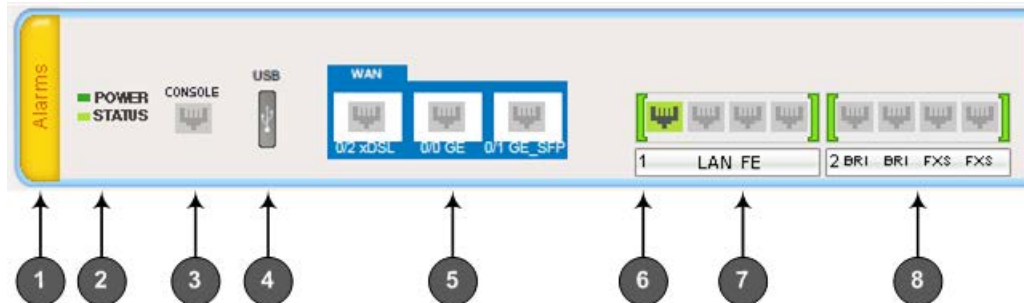 Alarms
POWER
STATUS
CONSOLE
USB
WAN
0/2 xDSL 0/0 GE 0/1 GE_SFP
1 LAN FE
2 BRI BRI FXS FXS
1 2 3 4 5 6 7 8